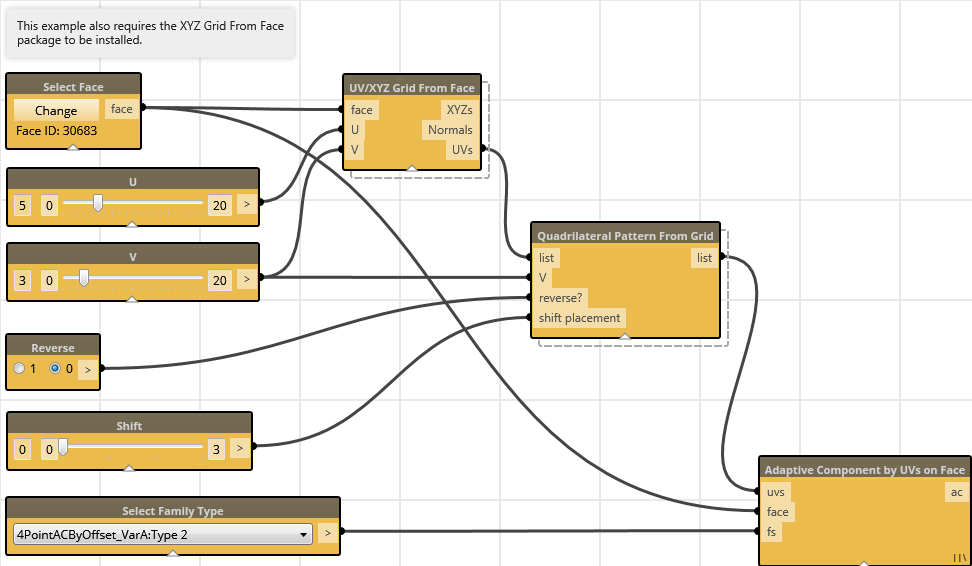 This example also requires the XYZ Grid From Face
package to be installed.
Select Face
Change face
Face ID: 30683
UV/XYZ Grid From Face
face XYZs
U Normals
V UVs
U
5 0 20 >
V
3 0 20 >
Quadrilateral Pattern From Grid
list list
V
reverse?
shift placement
Reverse
1 0 >
Shift
0 0 3 >
Select Family Type
4PointACByOffset_VarA:Type 2 >
Adaptive Component by UVs on Face
uvs ac
face
fs